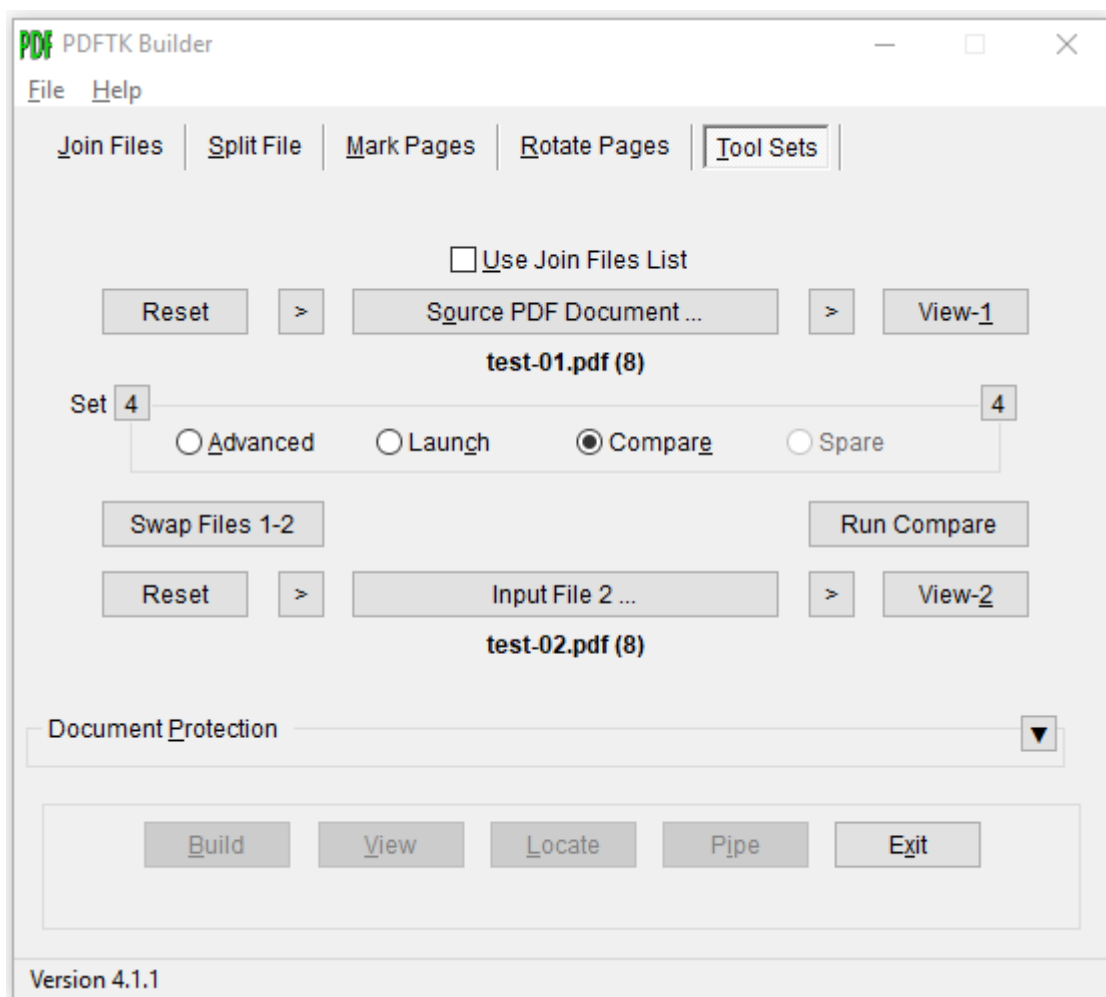 PDF PDFTK Builder
File Help
Join Files Split File Mark Pages Rotate Pages Tool Sets
Use Join Files List
Reset > Source PDF Document ... > View-1
test-01.pdf (8)
Set 4 4
Advanced Launch Compare Spare
Swap Files 1-2 Run Compare
Reset > Input File 2 ... > View-2
test-02.pdf (8)
Document Protection ▼
Build View Locate Pipe Exit
Version 4.1.1